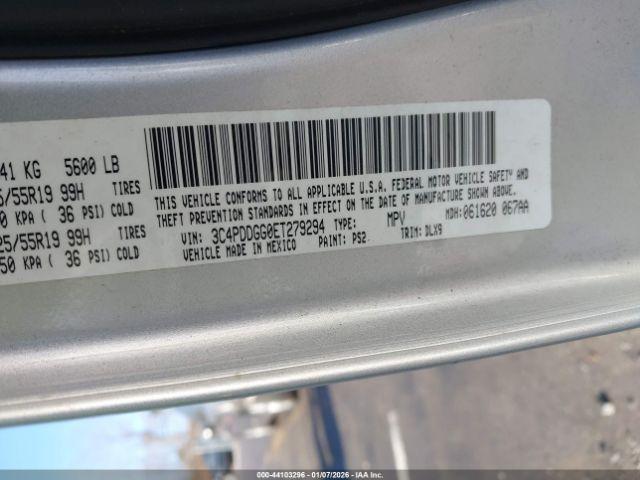 41 KG 5600 LB
5/55R19 99H TIRES
0 KPA ( 36 PSI) COLD
25/55R19 99H TIRES
50 KPA ( 36 PSI) COLD
THIS VEHICLE CONFORMS TO ALL APPLICABLE U.S.A. FEDERAL MOTOR VEHICLE SAFETY AND
THEFT PREVENTION STANDARDS IN EFFECT ON THE DATE OF MANUFACTURE SHOWN ABOVE.
MDH: 061620 067AA
VIN: 3C4PDDGG0ET279294 TYPE: MPV
VEHICLE MADE IN MEXICO PAINT: PS2 TRIM: DLX9
000-44103296 - 01/07/2026 - IAAI.COM